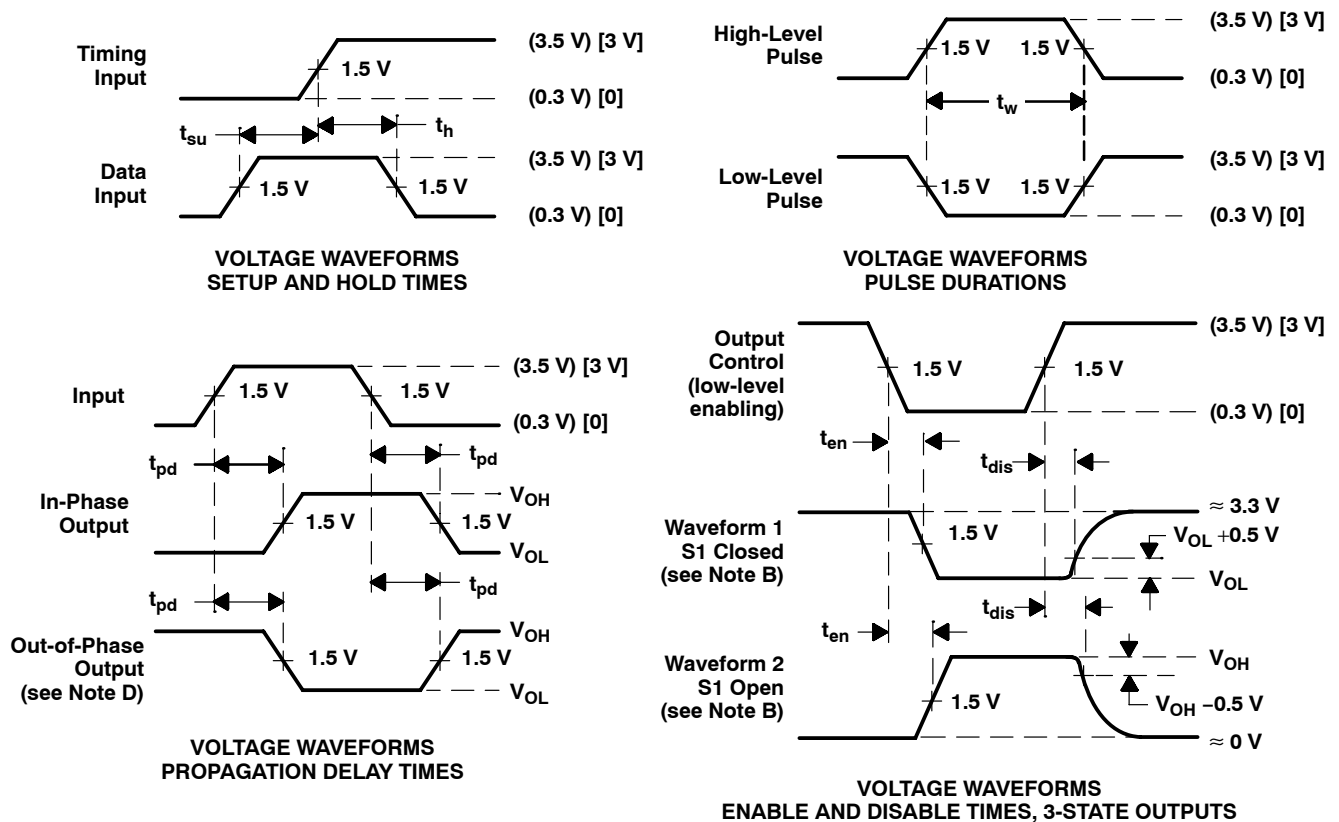 Timing
Input
1.5 V
(3.5 V) [3 V]
(0.3 V) [0]
tsu
th
Data
Input
1.5 V
1.5 V
(3.5 V) [3 V]
(0.3 V) [0]
VOLTAGE WAVEFORMS
SETUP AND HOLD TIMES
High-Level
Pulse
1.5 V
1.5 V
(3.5 V) [3 V]
(0.3 V) [0]
tw
Low-Level
Pulse
1.5 V
1.5 V
(3.5 V) [3 V]
(0.3 V) [0]
VOLTAGE WAVEFORMS
PULSE DURATIONS
Input
1.5 V
1.5 V
(3.5 V) [3 V]
(0.3 V) [0]
tpd
tpd
In-Phase
Output
1.5 V
1.5 V
VOH
VOL
tpd
tpd
Out-of-Phase
Output
(see Note D)
1.5 V
1.5 V
VOH
VOL
VOLTAGE WAVEFORMS
PROPAGATION DELAY TIMES
Output
Control
(low-level
enabling)
1.5 V
1.5 V
(3.5 V) [3 V]
(0.3 V) [0]
ten
tdis
Waveform 1
S1 Closed
(see Note B)
1.5 V
≈ 3.3 V
VOL +0.5 V
VOL
ten
tdis
Waveform 2
S1 Open
(see Note B)
1.5 V
VOH
VOH −0.5 V
≈ 0 V
VOLTAGE WAVEFORMS
ENABLE AND DISABLE TIMES, 3-STATE OUTPUTS